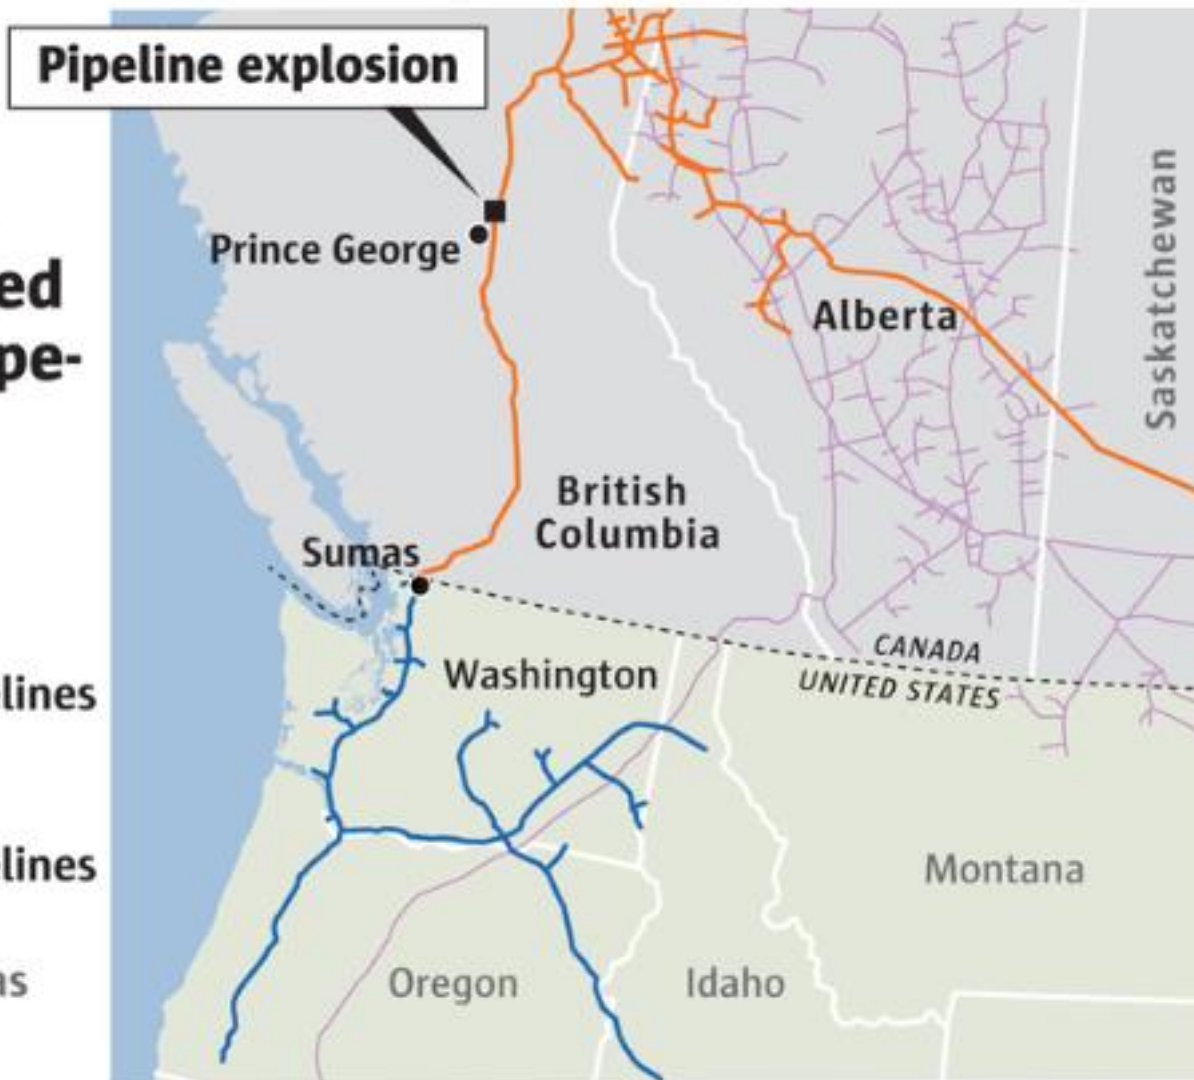 Pipeline explosion
Prince George
ed
pe-
Alberta
Saskatchewan
British
Columbia
Sumas
CANADA
UNITED STATES
Washington
lines
lines
Montana
Oregon
Idaho
as